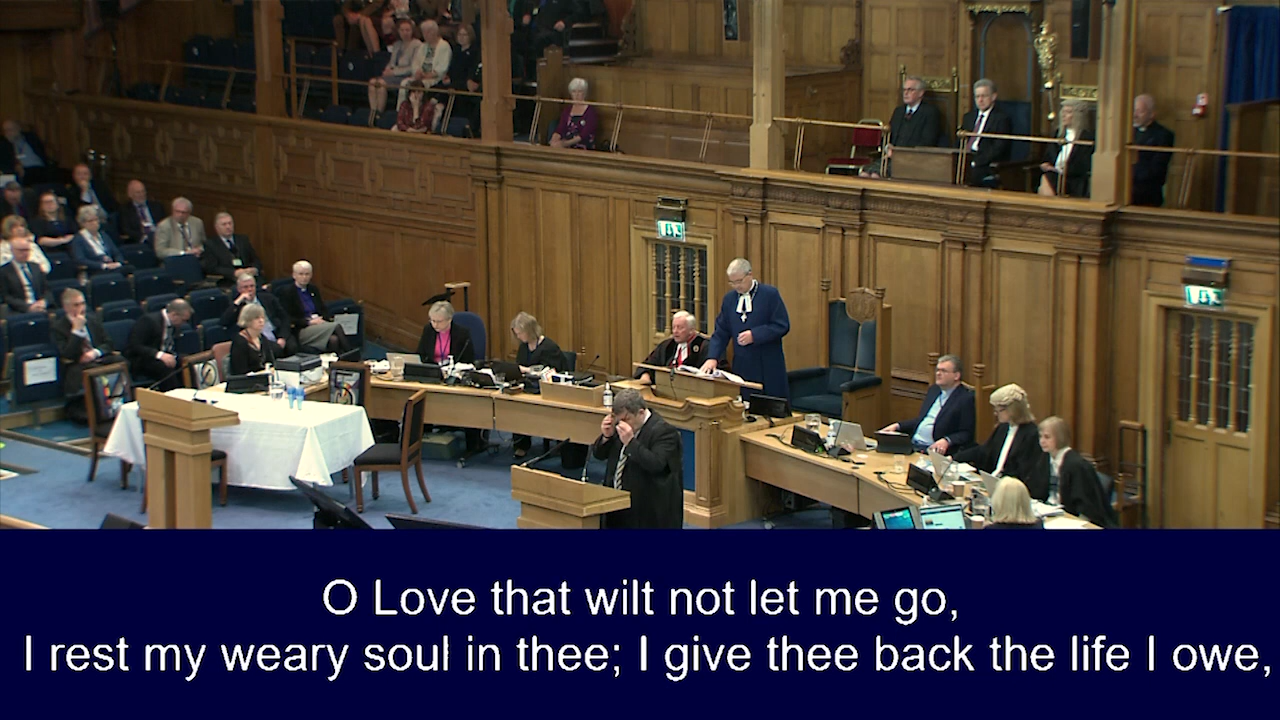 O Love that wilt not let me go,
I rest my weary soul in thee; I give thee back the life I owe,